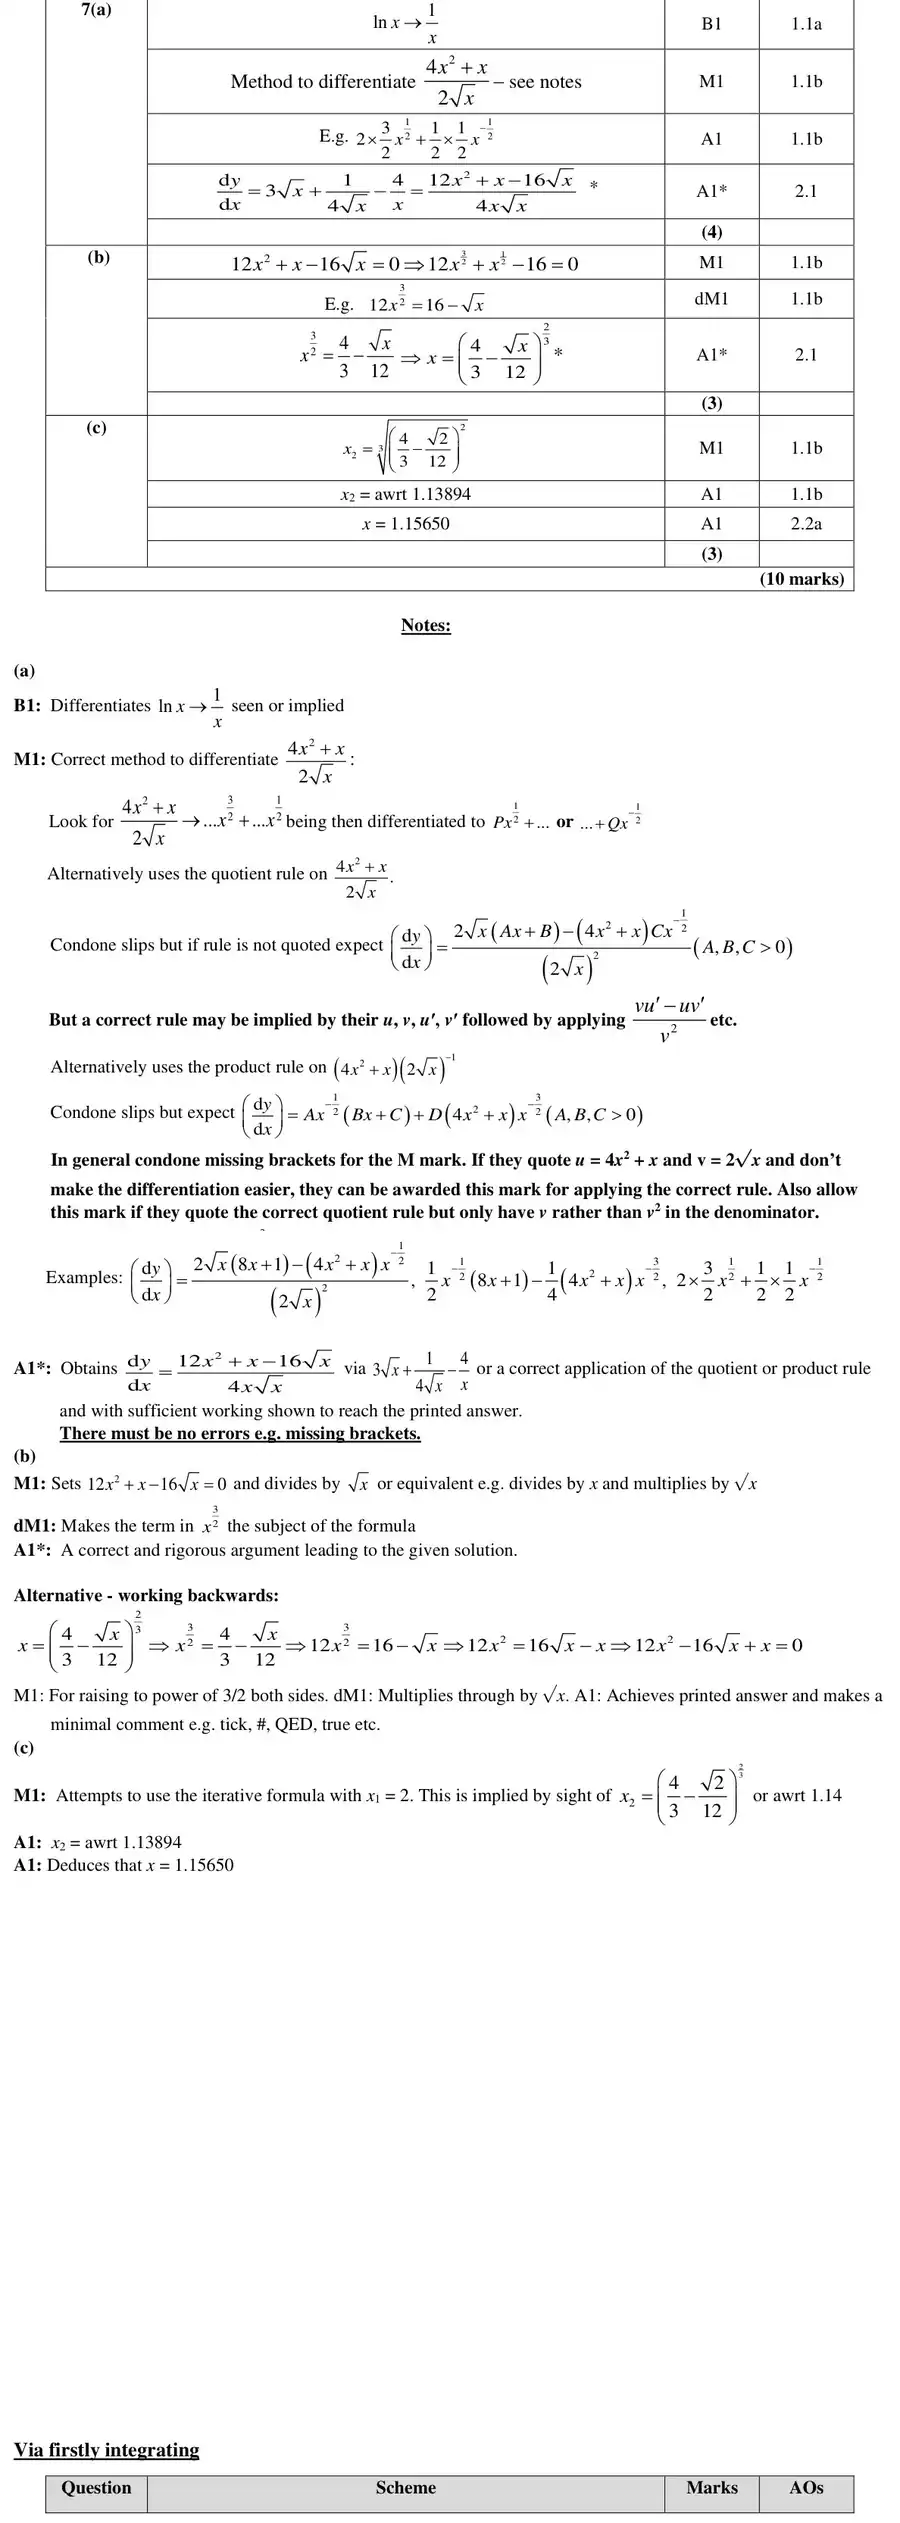 7(a) ln x → 1/x B1 1.1a
Method to differentiate (4x² + x)/(2√x) – see notes M1 1.1b
E.g. 2 × (3/2)x^(1/2) + (1/2) × (1/2)x^(-1/2) A1 1.1b
dy/dx = 3√x + 1/(4√x) − 4/x = (12x² + x − 16√x)/(4x√x) * A1* 2.1
(4)
(b) 12x² + x − 16√x = 0 ⇒ 12x^(3/2) + x^(1/2) − 16 = 0 M1 1.1b
E.g. 12x^(3/2) = 16 − √x dM1 1.1b
x^(3/2) = 4/3 − √x/12 ⇒ x = (4/3 − √x/12)^(2/3) * A1* 2.1
(3)
(c) x₂ = ∛((4/3 − √2/12)²) M1 1.1b
x₂ = awrt 1.13894 A1 1.1b
x = 1.15650 A1 2.2a
(3)
(10 marks)
Notes:
(a)
B1: Differentiates ln x → 1/x seen or implied
M1: Correct method to differentiate (4x² + x)/(2√x):
Look for (4x² + x)/(2√x) → ...x^(3/2) + ...x^(1/2) being then differentiated to Px^(1/2) + ... or ... + Qx^(-1/2)
Alternatively uses the quotient rule on (4x² + x)/(2√x).
Condone slips but if rule is not quoted expect (dy/dx) = (2√x(Ax + B) − (4x² + x)Cx^(-1/2))/(2√x)² (A, B, C > 0)
But a correct rule may be implied by their u, v, u′, v′ followed by applying (vu′ − uv′)/v² etc.
Alternatively uses the product rule on (4x² + x)(2√x)^(-1)
Condone slips but expect (dy/dx) = Ax^(-1/2)(Bx + C) + D(4x² + x)x^(-3/2) (A, B, C > 0)
In general condone missing brackets for the M mark. If they quote u = 4x² + x and v = 2√x and don’t
make the differentiation easier, they can be awarded this mark for applying the correct rule. Also allow
this mark if they quote the correct quotient rule but only have v rather than v² in the denominator.
Examples: (dy/dx) = (2√x(8x + 1) − (4x² + x)x^(-1/2))/(2√x)², (1/2)x^(-1/2)(8x + 1) − (1/4)(4x² + x)x^(-3/2), 2 × (3/2)x^(1/2) + (1/2) × (1/2)x^(-1/2)
A1*: Obtains dy/dx = (12x² + x − 16√x)/(4x√x) via 3√x + 1/(4√x) − 4/x or a correct application of the quotient or product rule
and with sufficient working shown to reach the printed answer.
There must be no errors e.g. missing brackets.
(b)
M1: Sets 12x² + x − 16√x = 0 and divides by √x or equivalent e.g. divides by x and multiplies by √x
dM1: Makes the term in x^(3/2) the subject of the formula
A1*: A correct and rigorous argument leading to the given solution.
Alternative - working backwards:
x = (4/3 − √x/12)^(2/3) ⇒ x^(3/2) = 4/3 − √x/12 ⇒ 12x^(3/2) = 16 − √x ⇒ 12x² = 16√x − x ⇒ 12x² − 16√x + x = 0
M1: For raising to power of 3/2 both sides. dM1: Multiplies through by √x. A1: Achieves printed answer and makes a
minimal comment e.g. tick, #, QED, true etc.
(c)
M1: Attempts to use the iterative formula with x₁ = 2. This is implied by sight of x₂ = (4/3 − √2/12)^(2/3) or awrt 1.14
A1: x₂ = awrt 1.13894
A1: Deduces that x = 1.15650
Via firstly integrating
Question Scheme Marks AOs